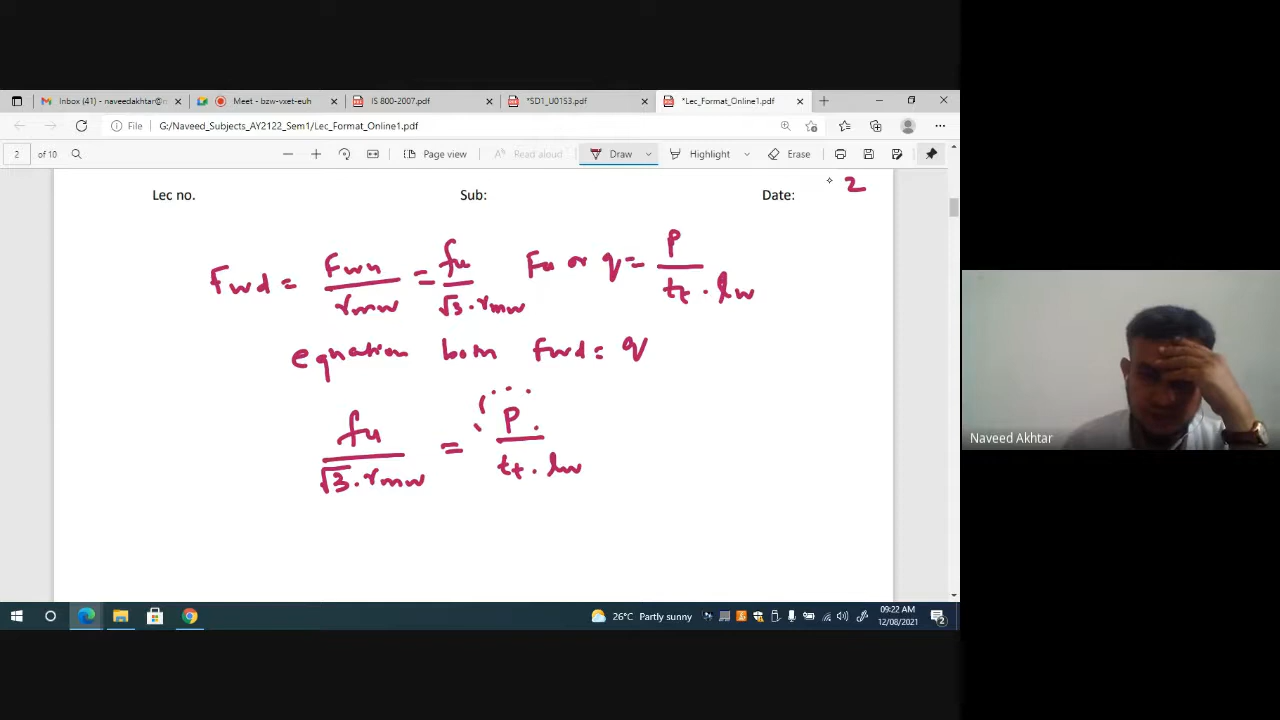 Inbox (41) - naveedakhtar@r
Meet - bzw-vxet-euh
IS 800-2007.pdf
*SD1_U01S3.pdf
*Lec_Format_Online1.pdf
File G:/Naveed_Subjects_AY2122_Sem1/Lec_Format_Online1.pdf
2 of 10 Page view Read aloud Draw Highlight Erase
2
Lec no. Sub: Date:
Fwd = Fwn / γmw = fu / √3 . γmw Fu or q = P / tt . lw
equation both Fwd = q
fu / √3 . γmw = P. / tt . lw
Naveed Akhtar
26°C Partly sunny
09:22 AM
12/08/2021
2